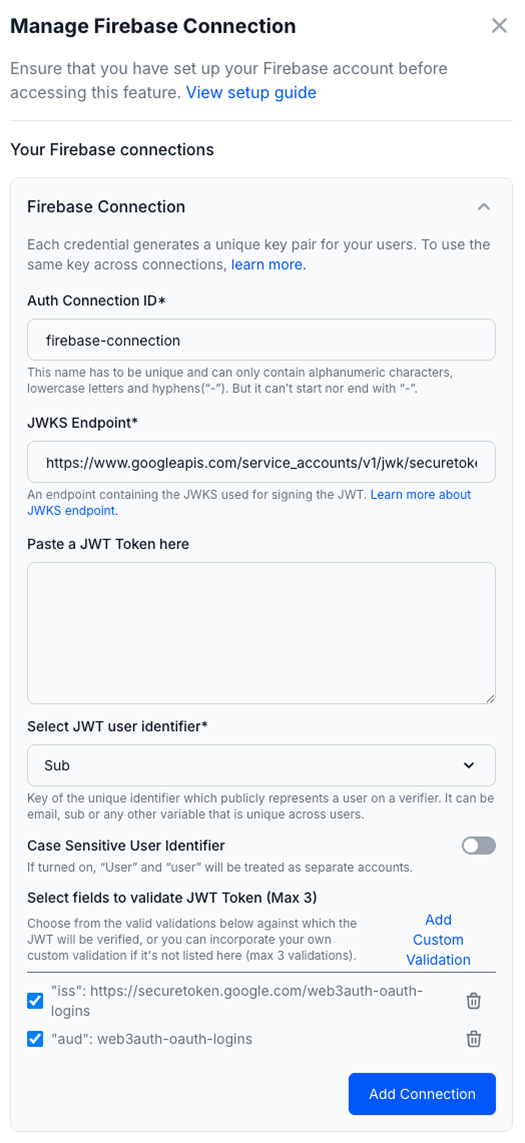 Manage Firebase Connection
Ensure that you have set up your Firebase account before
accessing this feature. View setup guide
Your Firebase connections
Firebase Connection
Each credential generates a unique key pair for your users. To use the
same key across connections, learn more.
Auth Connection ID*
firebase-connection
This name has to be unique and can only contain alphanumeric characters,
lowercase letters and hyphens("-"). But it can't start nor end with "-".
JWKS Endpoint*
https://www.googleapis.com/service_accounts/v1/jwk/securetoke
An endpoint containing the JWKS used for signing the JWT. Learn more about
JWKS endpoint.
Paste a JWT Token here
Select JWT user identifier*
Sub
Key of the unique identifier which publicly represents a user on a verifier. It can be
email, sub or any other variable that is unique across users.
Case Sensitive User Identifier
If turned on, “User” and “user” will be treated as separate accounts.
Select fields to validate JWT Token (Max 3)
Choose from the valid validations below against which the
JWT will be verified, or you can incorporate your own
custom validation if it's not listed here (max 3 validations).
Add
Custom
Validation
"iss": https://securetoken.google.com/web3auth-oauth-
logins
"aud": web3auth-oauth-logins
Add Connection